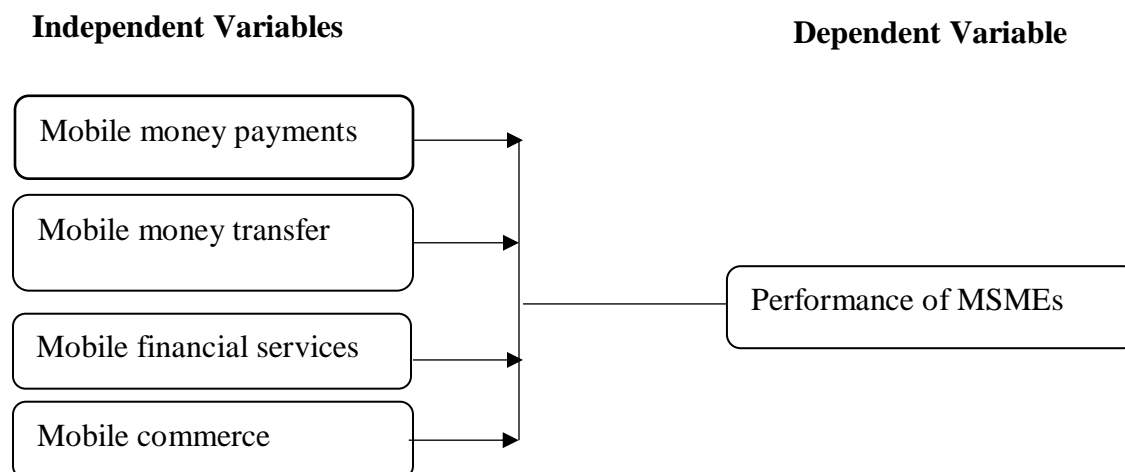 Independent Variables
Dependent Variable
Mobile money payments
Mobile money transfer
Mobile financial services
Mobile commerce
Performance of MSMEs